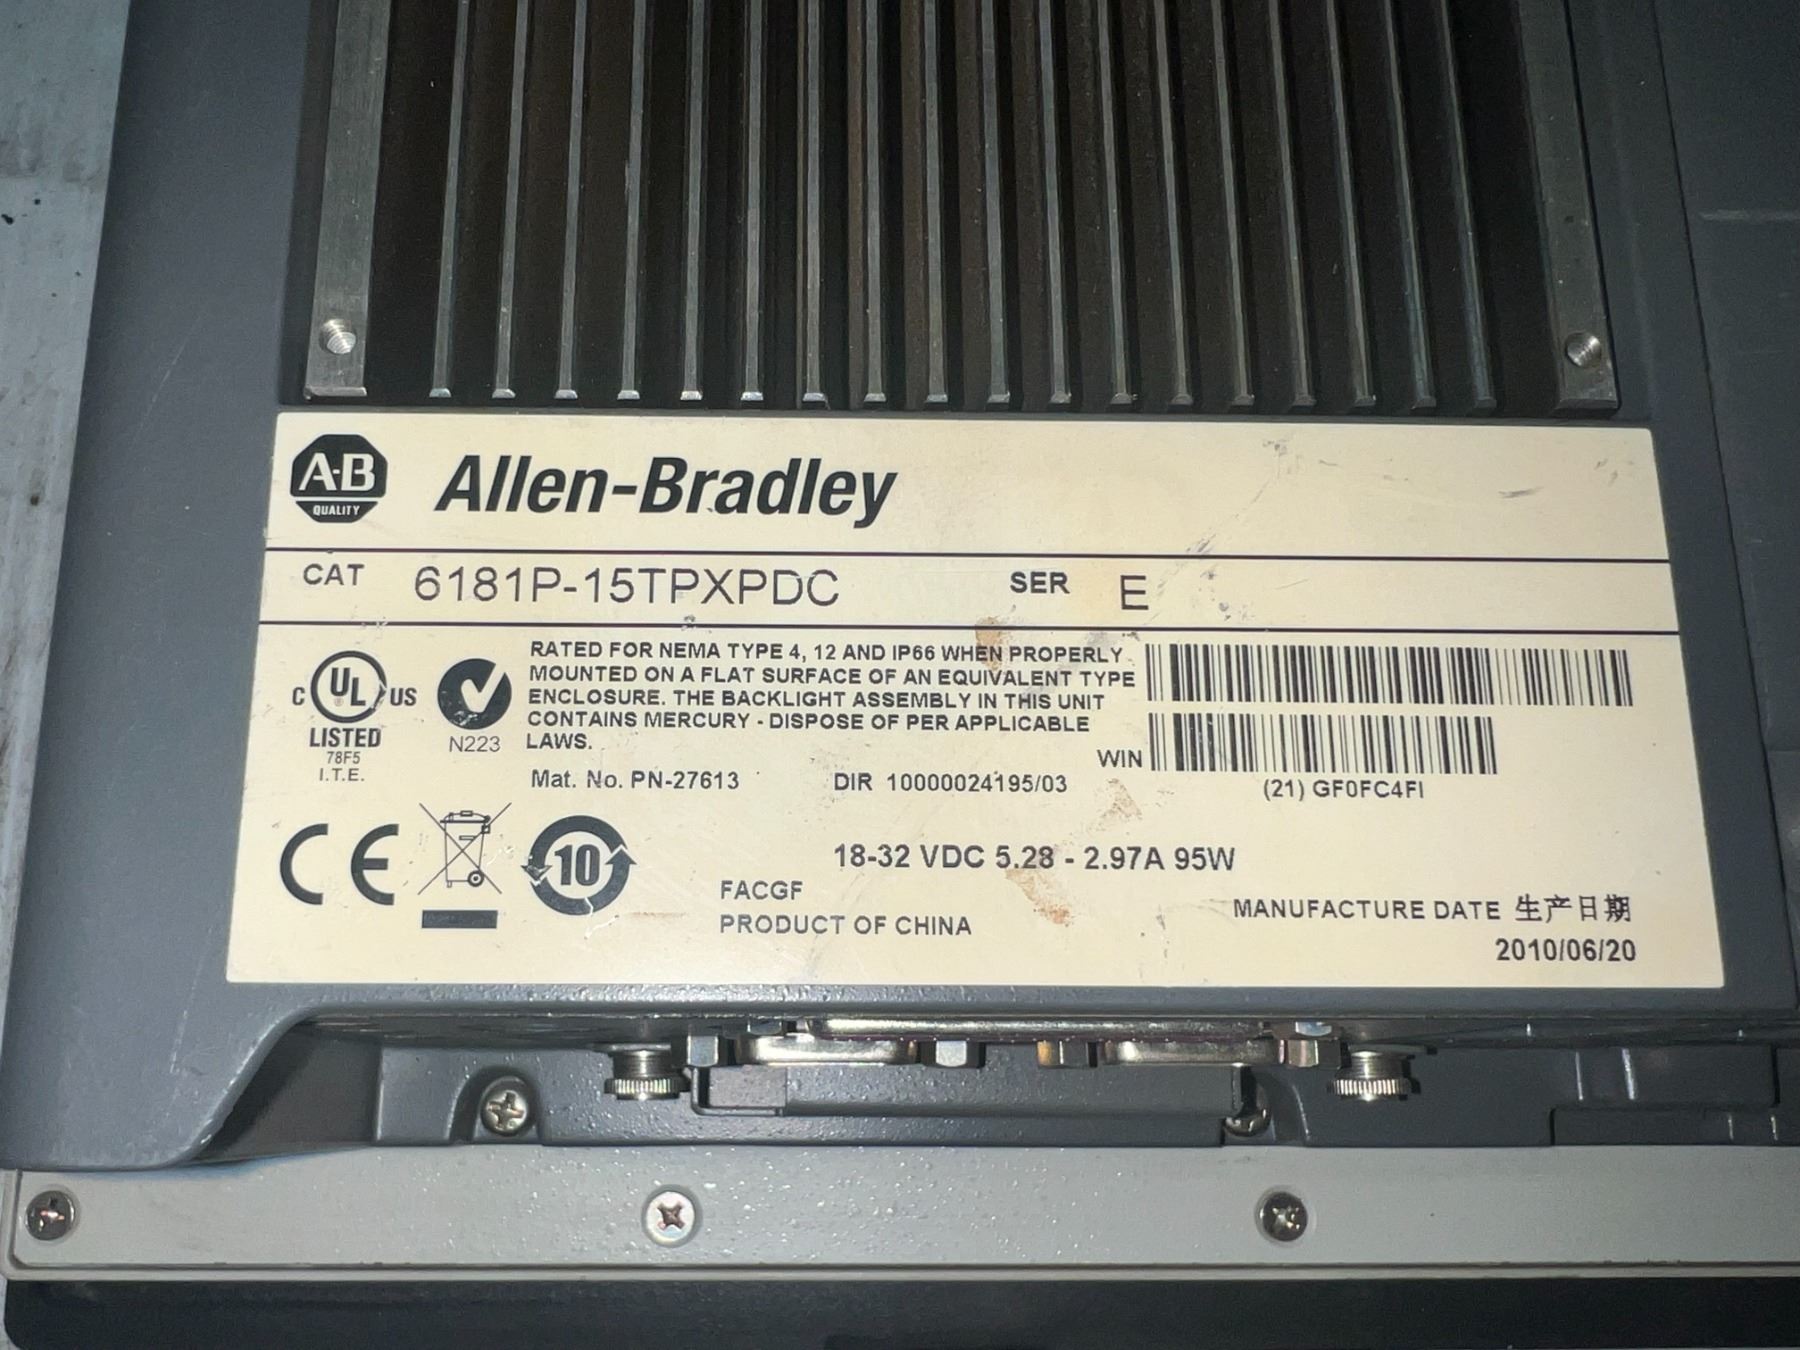 A·B
QUALITY
Allen-Bradley
CAT 6181P-15TPXPDC SER E
C UL US
LISTED
78F5
I.T.E.
N223
RATED FOR NEMA TYPE 4, 12 AND IP66 WHEN PROPERLY
MOUNTED ON A FLAT SURFACE OF AN EQUIVALENT TYPE
ENCLOSURE. THE BACKLIGHT ASSEMBLY IN THIS UNIT
CONTAINS MERCURY - DISPOSE OF PER APPLICABLE
LAWS.
Mat. No. PN-27613 DIR 10000024195/03
WIN
(21) GF0FC4FI
CE
10
18-32 VDC 5.28 - 2.97A 95W
FACGF
PRODUCT OF CHINA
MANUFACTURE DATE 生产日期
2010/06/20